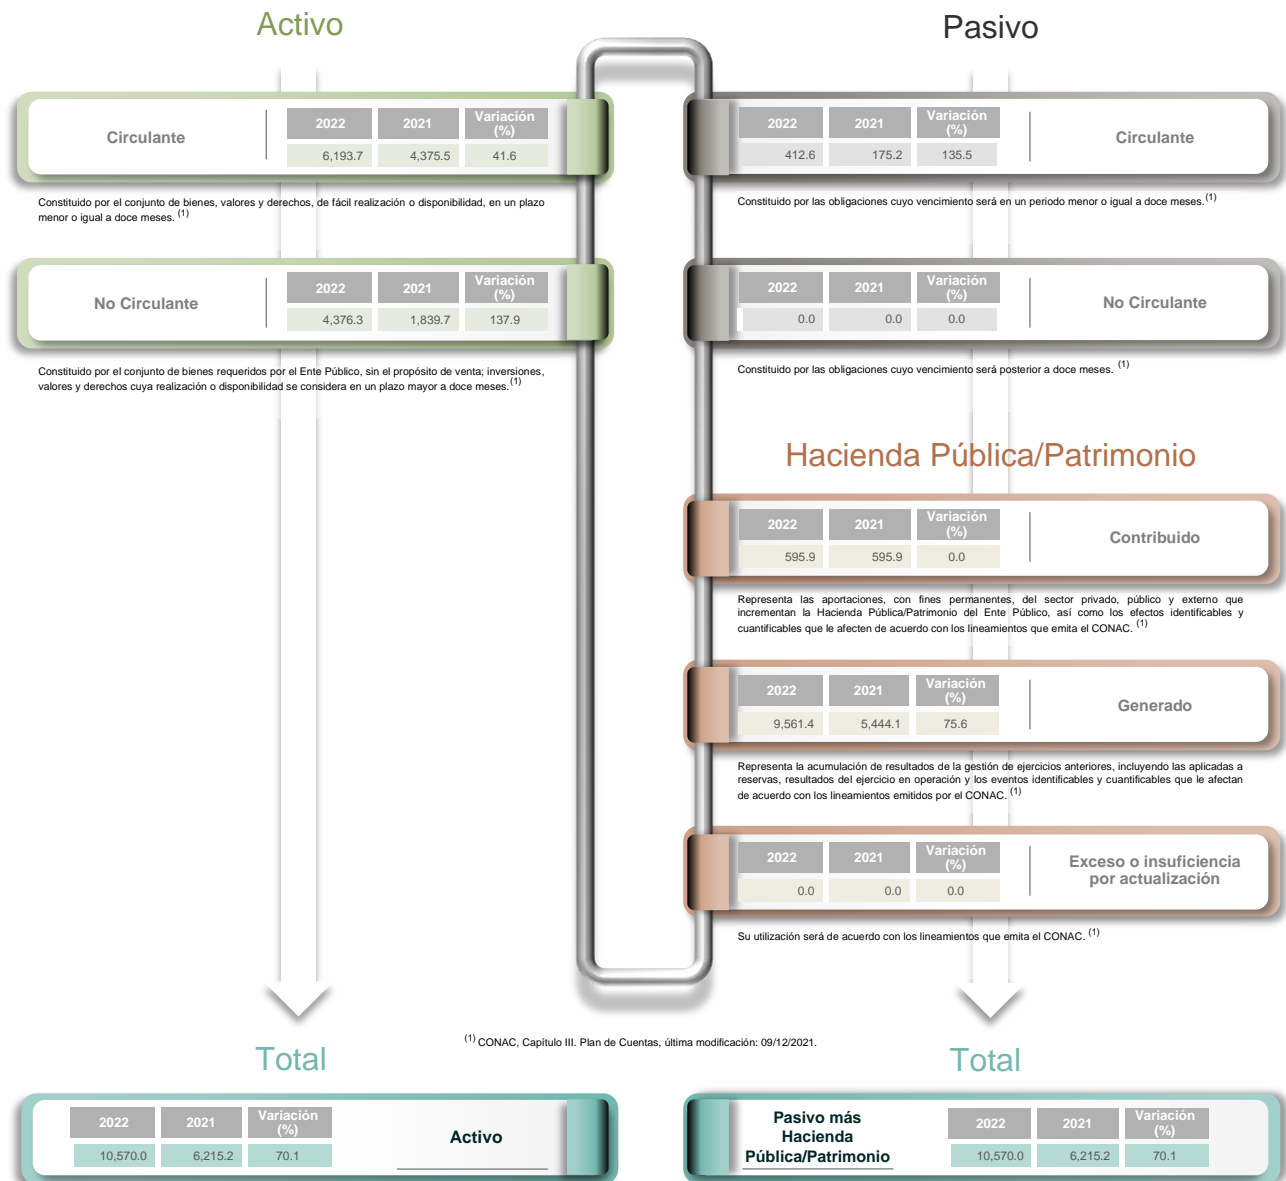 Activo
Circulante
2022 2021 Variación (%)
6,193.7 4,375.5 41.6
Constituido por el conjunto de bienes, valores y derechos, de fácil realización o disponibilidad, en un plazo
menor o igual a doce meses. (1)
No Circulante
2022 2021 Variación (%)
4,376.3 1,839.7 137.9
Constituido por el conjunto de bienes requeridos por el Ente Público, sin el propósito de venta; inversiones,
valores y derechos cuya realización o disponibilidad se considera en un plazo mayor a doce meses. (1)
Pasivo
2022 2021 Variación (%)
412.6 175.2 135.5
Circulante
Constituido por las obligaciones cuyo vencimiento será en un periodo menor o igual a doce meses. (1)
2022 2021 Variación (%)
0.0 0.0 0.0
No Circulante
Constituido por las obligaciones cuyo vencimiento será posterior a doce meses. (1)
Hacienda Pública/Patrimonio
2022 2021 Variación (%)
595.9 595.9 0.0
Contribuido
Representa las aportaciones, con fines permanentes, del sector privado, público y externo que
incrementan la Hacienda Pública/Patrimonio del Ente Público, así como los efectos identificables y
cuantificables que le afecten de acuerdo con los lineamientos que emita el CONAC. (1)
2022 2021 Variación (%)
9,561.4 5,444.1 75.6
Generado
Representa la acumulación de resultados de la gestión de ejercicios anteriores, incluyendo las aplicadas a
reservas, resultados del ejercicio en operación y los eventos identificables y cuantificables que le afectan
de acuerdo con los lineamientos emitidos por el CONAC. (1)
2022 2021 Variación (%)
0.0 0.0 0.0
Exceso o insuficiencia
por actualización
Su utilización será de acuerdo con los lineamientos que emita el CONAC. (1)
(1) CONAC, Capítulo III. Plan de Cuentas, última modificación: 09/12/2021.
Total
2022 2021 Variación (%)
10,570.0 6,215.2 70.1
Activo
Total
Pasivo más
Hacienda
Pública/Patrimonio
2022 2021 Variación (%)
10,570.0 6,215.2 70.1